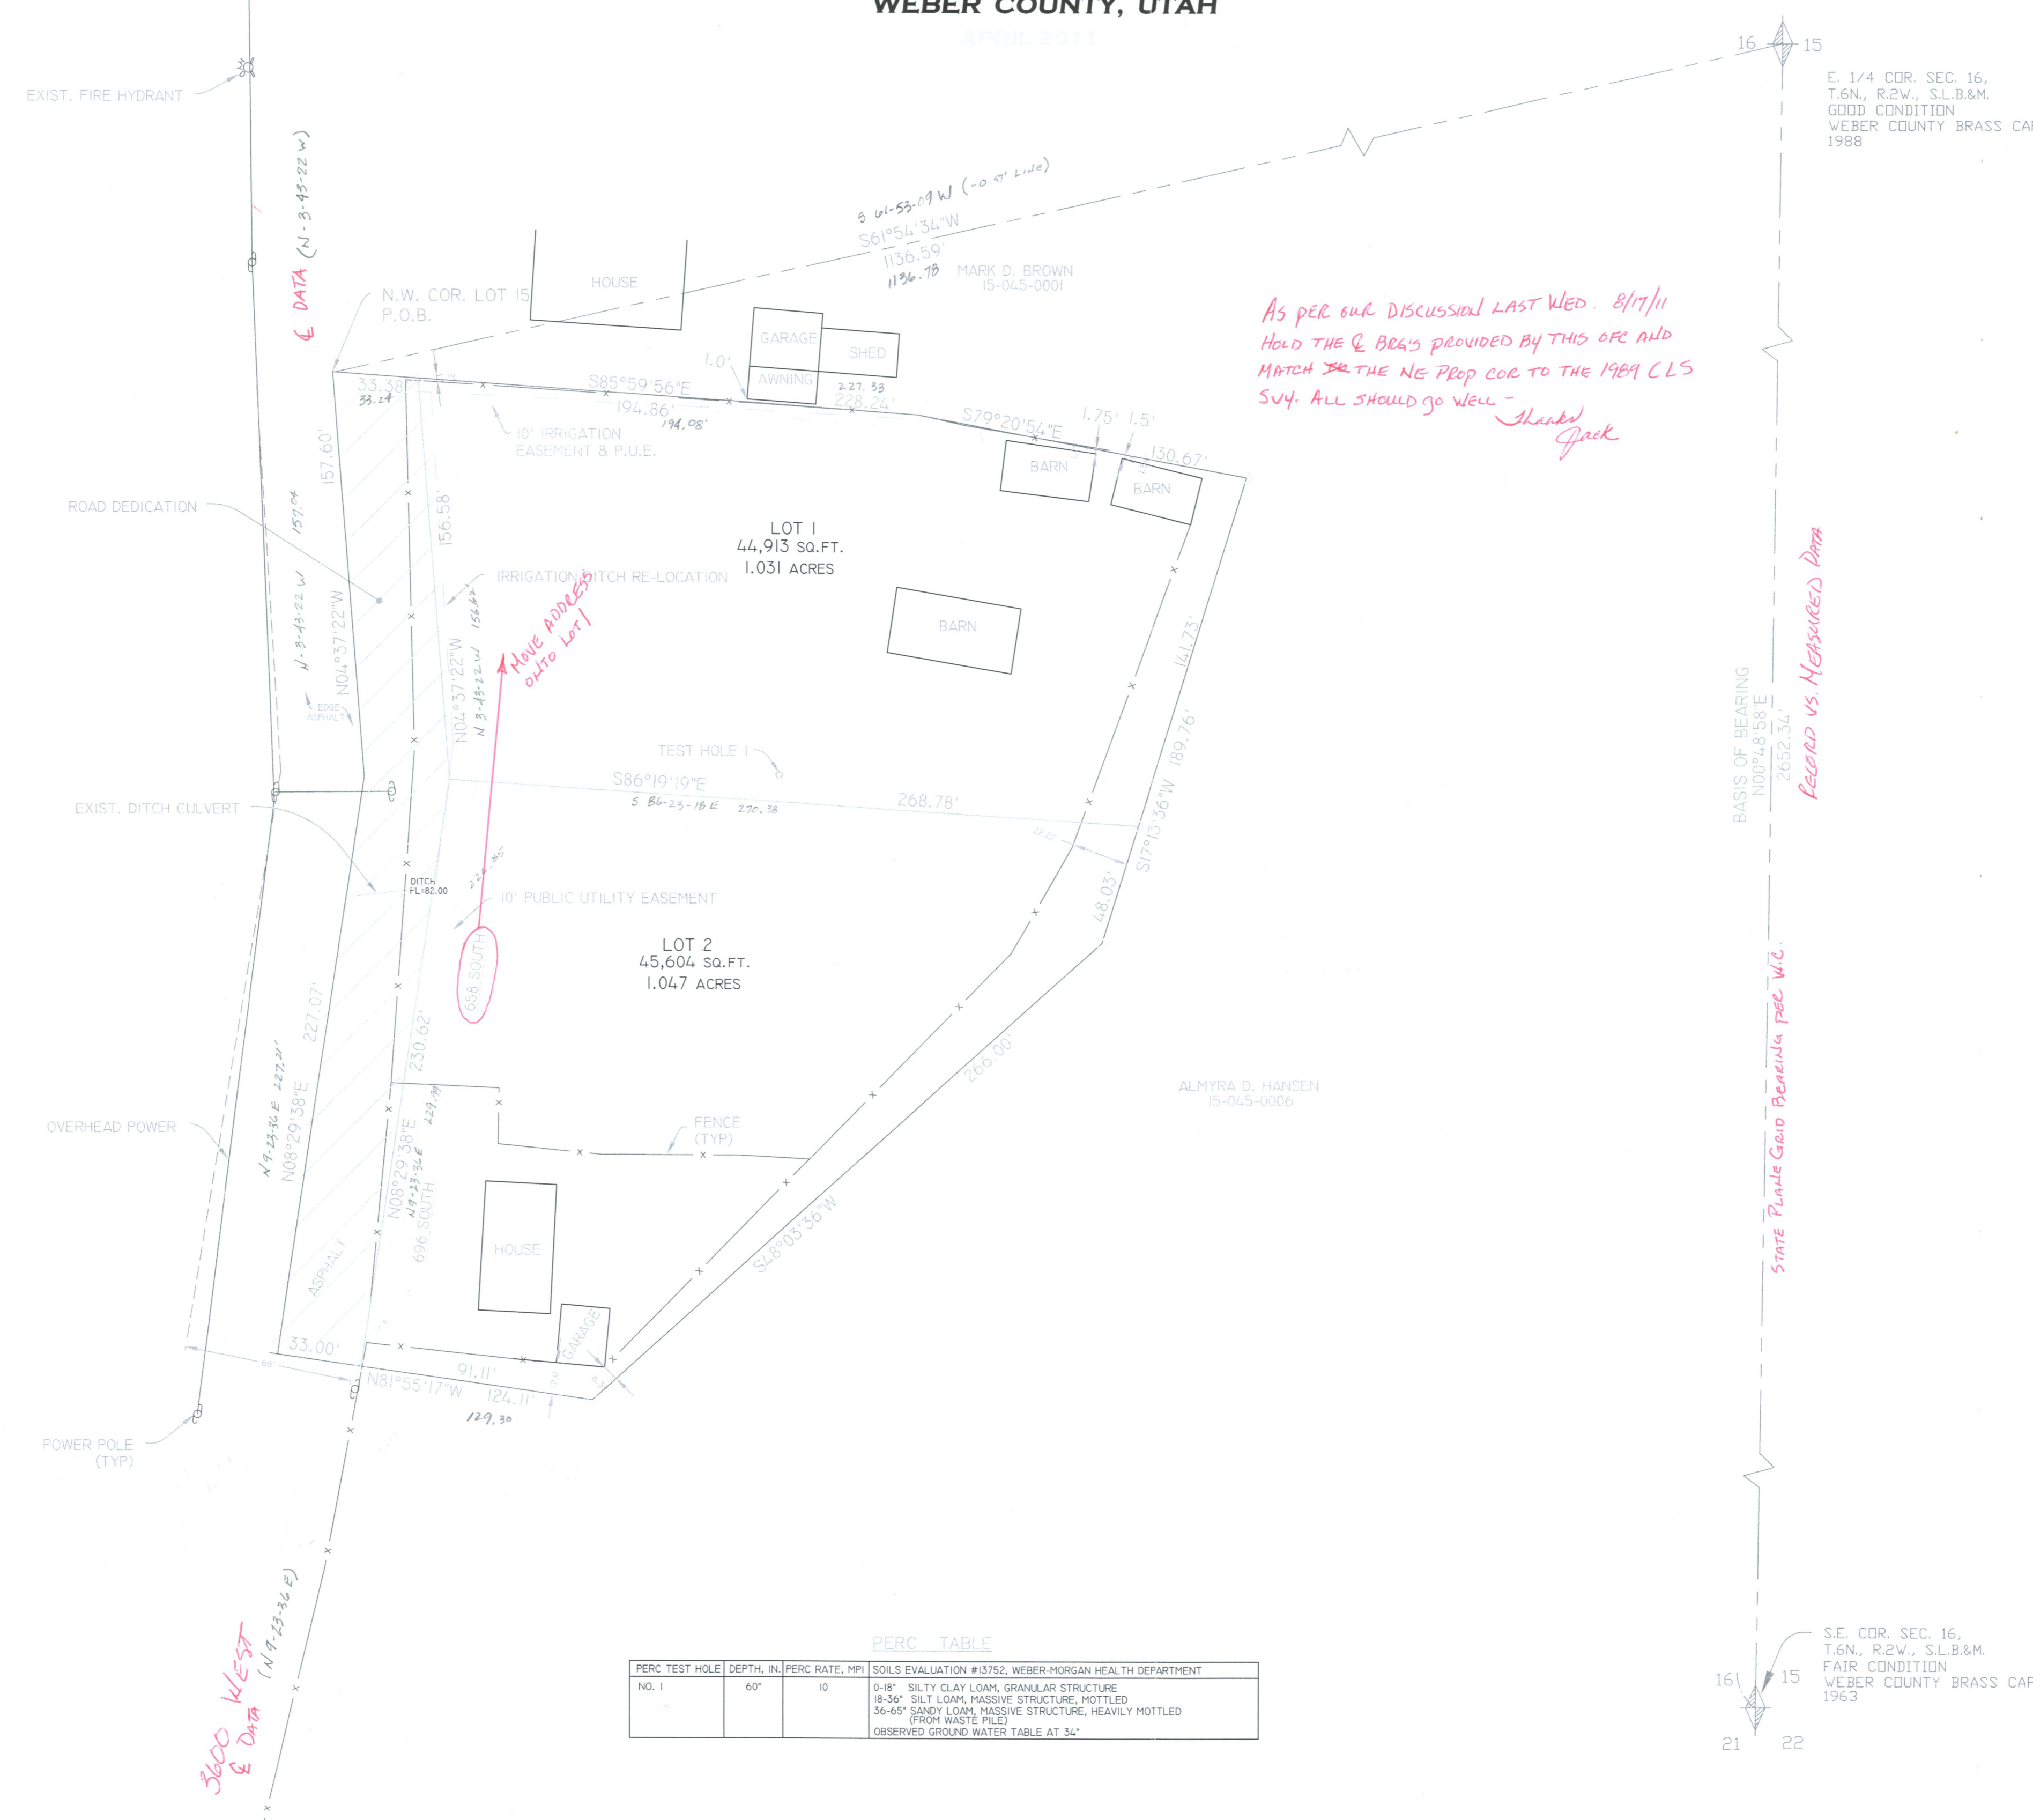 WEBER COUNTY, UTAH
APRIL 2011
16
15
E. 1/4 COR. SEC. 16,
T.6N., R.2W., S.L.B.&M.
GOOD CONDITION
WEBER COUNTY BRASS CAP
1988
EXIST. FIRE HYDRANT
℄ DATA (N-3-43-22 W)
S 61-53-09 W
S61°54'34"W
1136.59'
1136.78
MARK D. BROWN
15-045-0001
HOUSE
N.W. COR. LOT 15
P.O.B.
GARAGE
SHED
AWNING
1.0'
AS PER OUR DISCUSSION LAST WED. 8/17/11
HOLD THE ℄ BRG'S PROVIDED BY THIS OFC AND
MATCH THE NE PROP COR TO THE 1989 CLS
SVY. ALL SHOULD GO WELL -
Thanks
Jack
33.38'
33.24
S85°59'56"E
227.33
194.86'
228.24'
194.08'
S79°20'54"E
1.75'
1.5'
130.67'
10' IRRIGATION
EASEMENT & P.U.E.
BARN
BARN
157.60'
157.04
N-3-43-22 W
N04°37'22"W
ROAD DEDICATION
156.58'
LOT 1
44,913 SQ.FT.
1.031 ACRES
IRRIGATION DITCH RE-LOCATION
MOVE ADDRESS
ONTO LOT 1
156.62'
N04°37'22"W
N 3-43-22 W
BARN
141.73'
EDGE
ASPHALT
TEST HOLE 1
S17°13'36"W 189.76'
BASIS OF BEARING
N00°48'58"E
2652.34'
RECORD VS. MEASURED DATA
S86°19'19"E
268.78'
S 86-23-18 E 270.38
EXIST. DITCH CULVERT
22.22'
DITCH
FL=82.00
10' PUBLIC UTILITY EASEMENT
48.03'
658 SOUTH
LOT 2
45,604 SQ.FT.
1.047 ACRES
STATE PLANE GRID BEARING PER W.C.
227.07'
N08°29'38"E
N9-23-36 E 227.21'
230.62'
N08°29'38"E
229.99
N9-23-36 E
696 SOUTH
266.00'
S48°03'36"W
ALMYRA D. HANSEN
15-045-0006
OVERHEAD POWER
FENCE
(TYP)
HOUSE
GARAGE
ASPHALT
33.00'
66'
91.11'
N81°55'17"W
124.11'
129.30
12.0'
POWER POLE
(TYP)
3600 WEST
℄ DATA (N 9-23-36 E)
PERC TABLE
PERC TEST HOLE DEPTH, IN. PERC RATE, MPI SOILS EVALUATION #13752, WEBER-MORGAN HEALTH DEPARTMENT
NO. 1 60" 10 0-18" SILTY CLAY LOAM, GRANULAR STRUCTURE
18-36" SILT LOAM, MASSIVE STRUCTURE, MOTTLED
36-65" SANDY LOAM, MASSIVE STRUCTURE, HEAVILY MOTTLED
(FROM WASTE PILE)
OBSERVED GROUND WATER TABLE AT 34"
S.E. COR. SEC. 16,
T.6N., R.2W., S.L.B.&M.
FAIR CONDITION
WEBER COUNTY BRASS CAP
1963
16
15
21
22